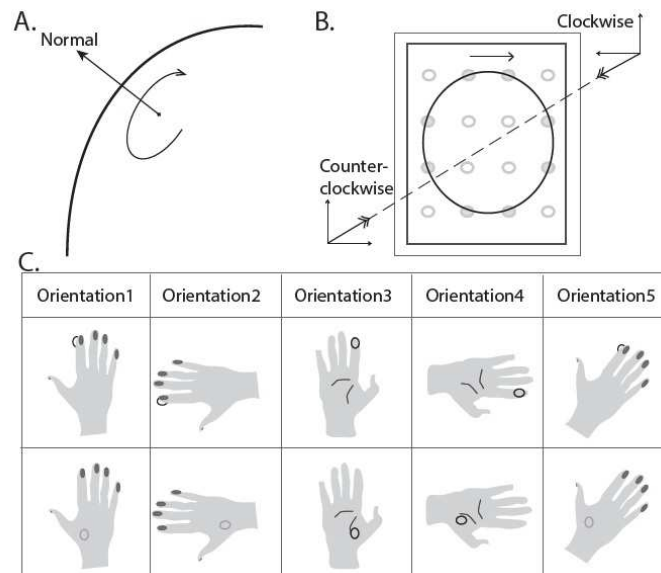 A.
Normal
B.
Clockwise
Counter-
clockwise
C.
Orientation1 Orientation2 Orientation3 Orientation4 Orientation5